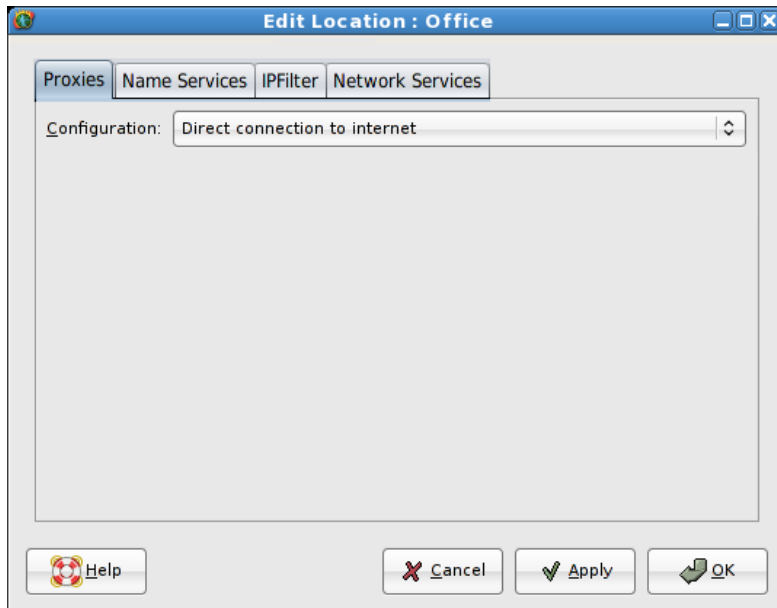 Edit Location : Office
Proxies Name Services IPFilter Network Services
Configuration: Direct connection to internet
Help Cancel Apply OK